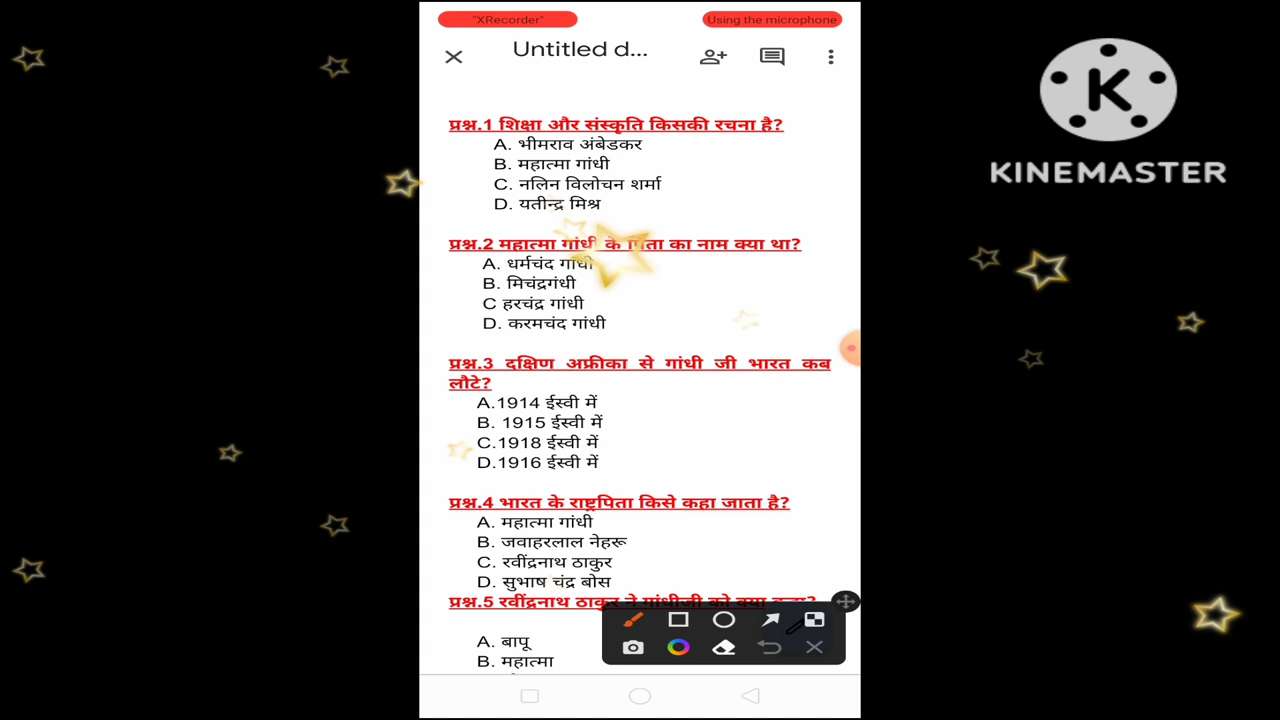 "XRecorder"
Using the microphone
Untitled d...
प्रश्न.1 शिक्षा और संस्कृति किसकी रचना है?
A. भीमराव अंबेडकर
B. महात्मा गांधी
C. नलिन विलोचन शर्मा
D. यतीन्द्र मिश्र
प्रश्न.2 महात्मा गांधी के पिता का नाम क्या था?
A. धर्मचंद गांधी
B. मिचंद्रगंधी
C हरचंद्र गांधी
D. करमचंद गांधी
प्रश्न.3 दक्षिण अफ्रीका से गांधी जी भारत कब
लौटे?
A.1914 ईस्वी में
B. 1915 ईस्वी में
C.1918 ईस्वी में
D.1916 ईस्वी में
प्रश्न.4 भारत के राष्ट्रपिता किसे कहा जाता है?
A. महात्मा गांधी
B. जवाहरलाल नेहरू
C. रवींद्रनाथ ठाकुर
D. सुभाष चंद्र बोस
प्रश्न.5 रवींद्रनाथ ठाकुर ने गांधीजी को क्या कहा?
A. बापू
B. महात्मा
K
KINEMASTER